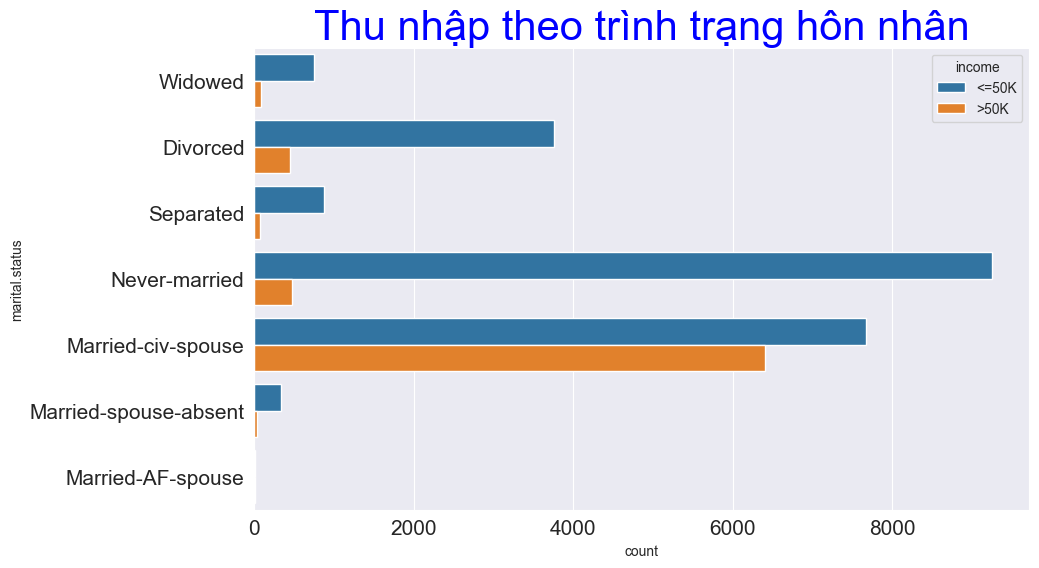 Thu nhập theo trình trạng hôn nhân
income
<=50K
>50K
marital.status
Widowed
Divorced
Separated
Never-married
Married-civ-spouse
Married-spouse-absent
Married-AF-spouse
0 2000 4000 6000 8000
count